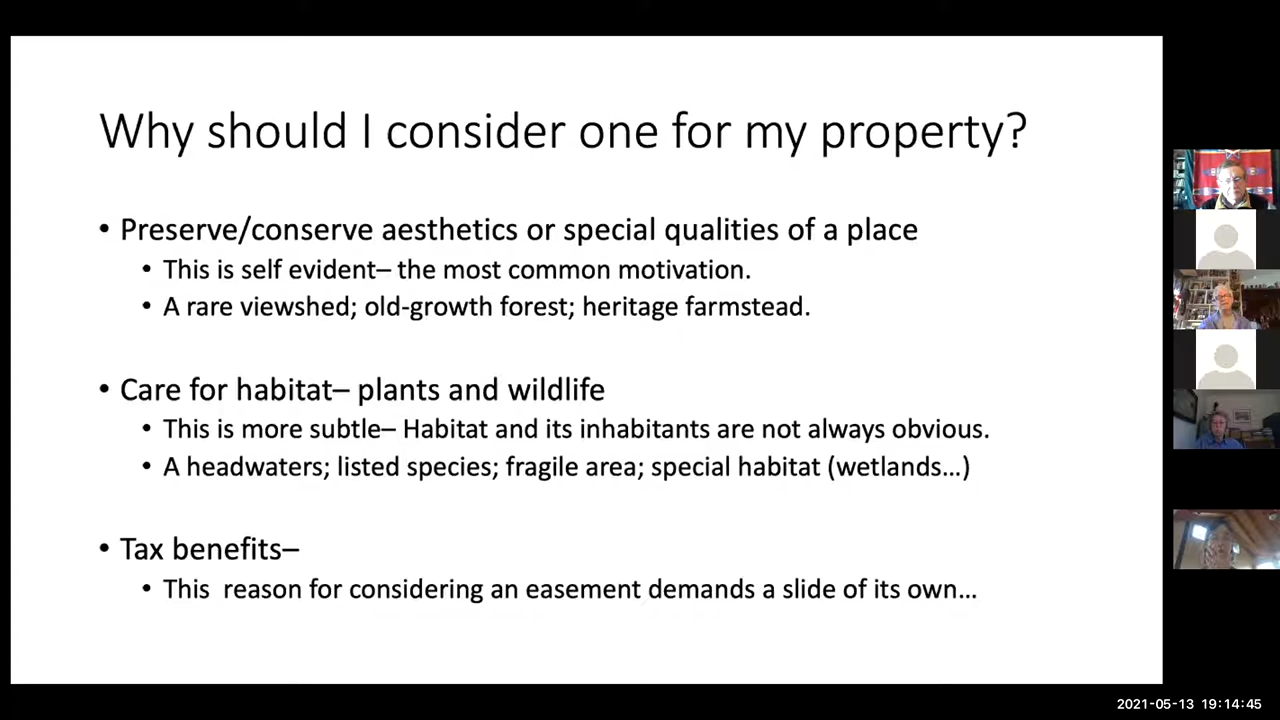 Why should I consider one for my property?
• Preserve/conserve aesthetics or special qualities of a place
• This is self evident– the most common motivation.
• A rare viewshed; old-growth forest; heritage farmstead.
• Care for habitat– plants and wildlife
• This is more subtle– Habitat and its inhabitants are not always obvious.
• A headwaters; listed species; fragile area; special habitat (wetlands…)
• Tax benefits–
• This  reason for considering an easement demands a slide of its own…
2021-05-13 19:14:45